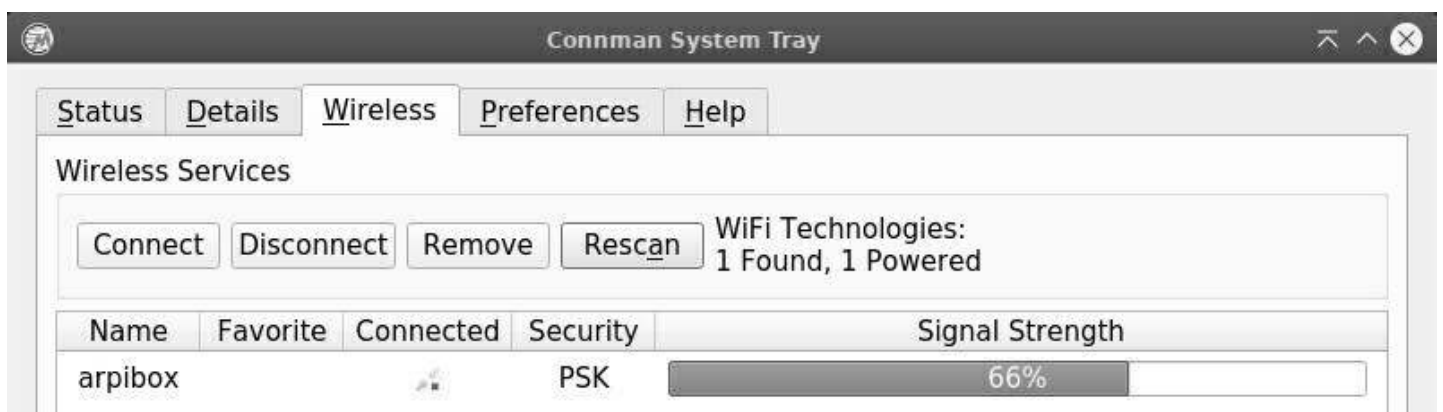 Connman System Tray
Status Details Wireless Preferences Help
Wireless Services
Connect Disconnect Remove Rescan WiFi Technologies:
1 Found, 1 Powered
Name Favorite Connected Security Signal Strength
arpibox PSK 66%